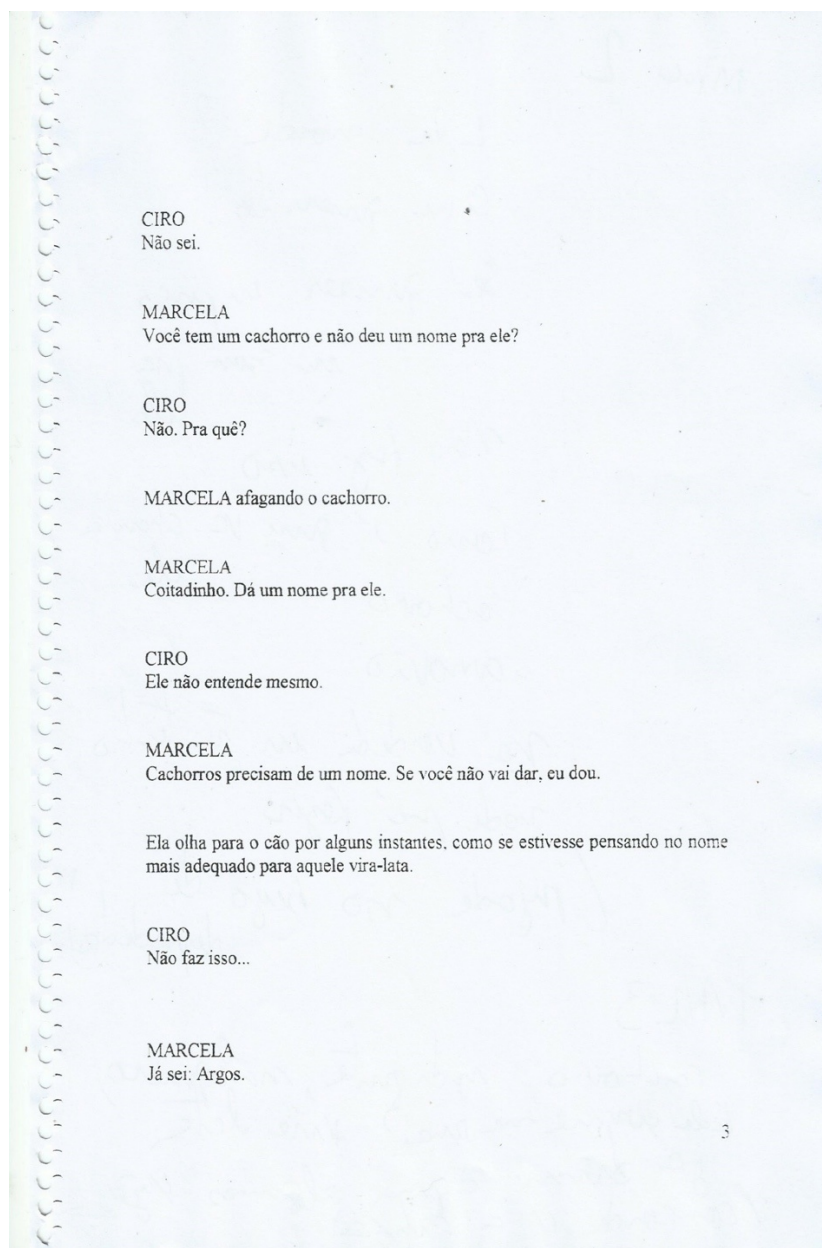 CIRO
Não sei.
MARCELA
Você tem um cachorro e não deu um nome pra ele?
CIRO
Não. Pra quê?
MARCELA afagando o cachorro.
MARCELA
Coitadinho. Dá um nome pra ele.
CIRO
Ele não entende mesmo.
MARCELA
Cachorros precisam de um nome. Se você não vai dar, eu dou.
Ela olha para o cão por alguns instantes, como se estivesse pensando no nome
mais adequado para aquele vira-lata.
CIRO
Não faz isso...
MARCELA
Já sei: Argos.
3